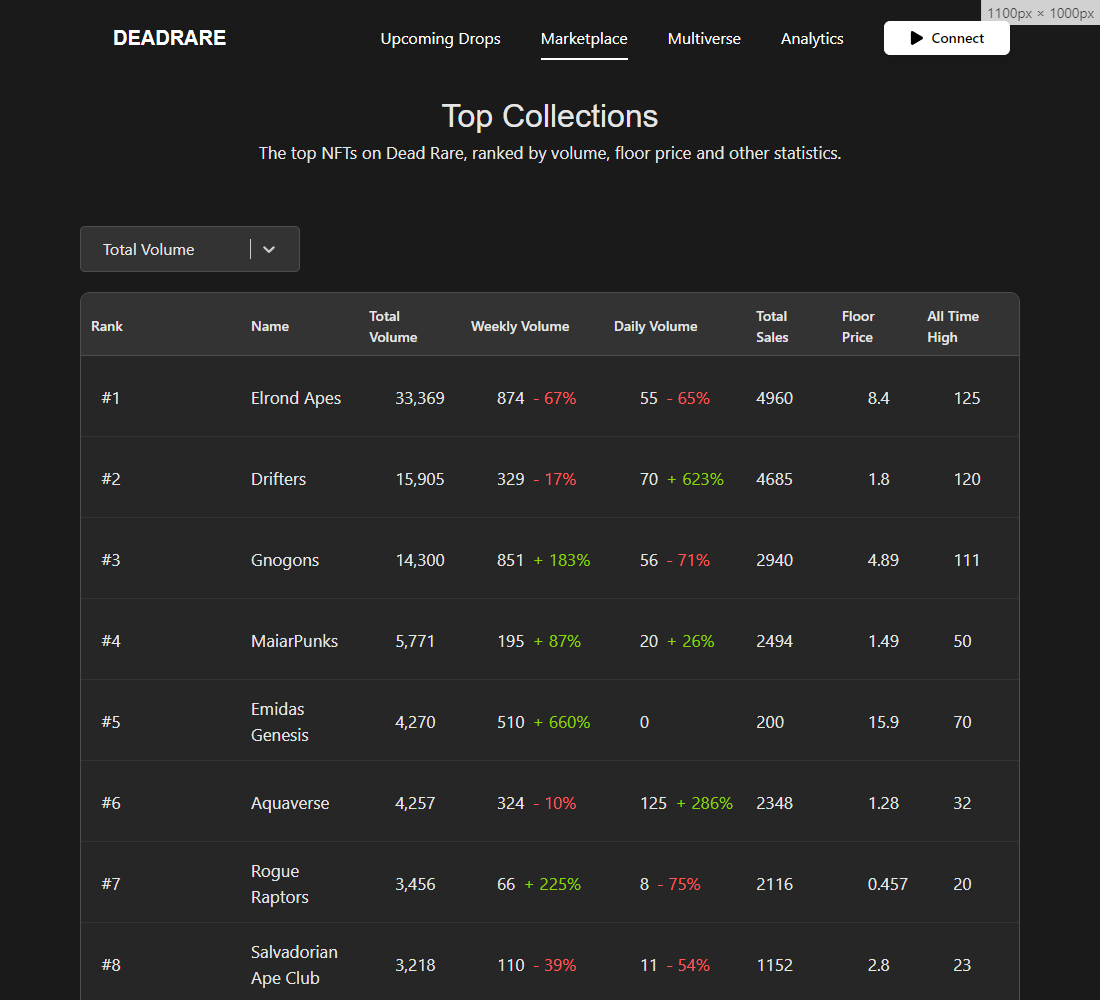 1100px × 1000px
DEADRARE Upcoming Drops Marketplace Multiverse Analytics Connect
Top Collections
The top NFTs on Dead Rare, ranked by volume, floor price and other statistics.
Total Volume
Rank Name Total Volume Weekly Volume Daily Volume Total Sales Floor Price All Time High
#1 Elrond Apes 33,369 874 - 67% 55 - 65% 4960 8.4 125
#2 Drifters 15,905 329 - 17% 70 + 623% 4685 1.8 120
#3 Gnogons 14,300 851 + 183% 56 - 71% 2940 4.89 111
#4 MaiarPunks 5,771 195 + 87% 20 + 26% 2494 1.49 50
#5 Emidas Genesis 4,270 510 + 660% 0 200 15.9 70
#6 Aquaverse 4,257 324 - 10% 125 + 286% 2348 1.28 32
#7 Rogue Raptors 3,456 66 + 225% 8 - 75% 2116 0.457 20
#8 Salvadorian Ape Club 3,218 110 - 39% 11 - 54% 1152 2.8 23